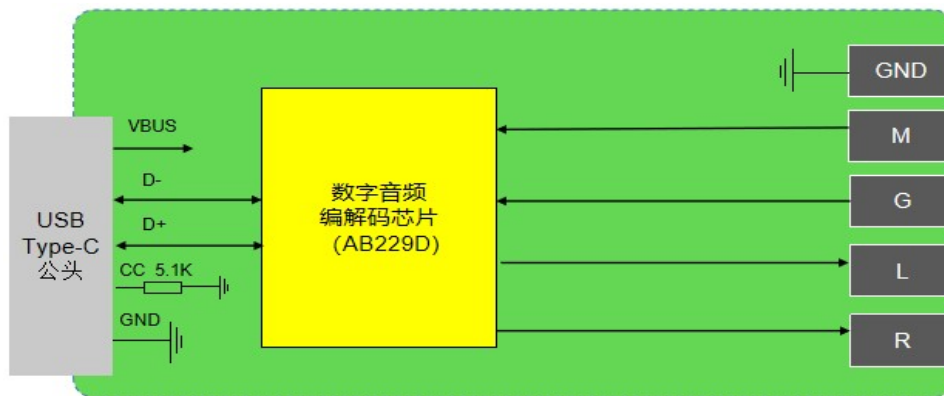 USB
Type-C
公头
VBUS
D-
D+
CC 5.1K
GND
数字音频
编解码芯片
(AB229D)
GND
M
G
L
R